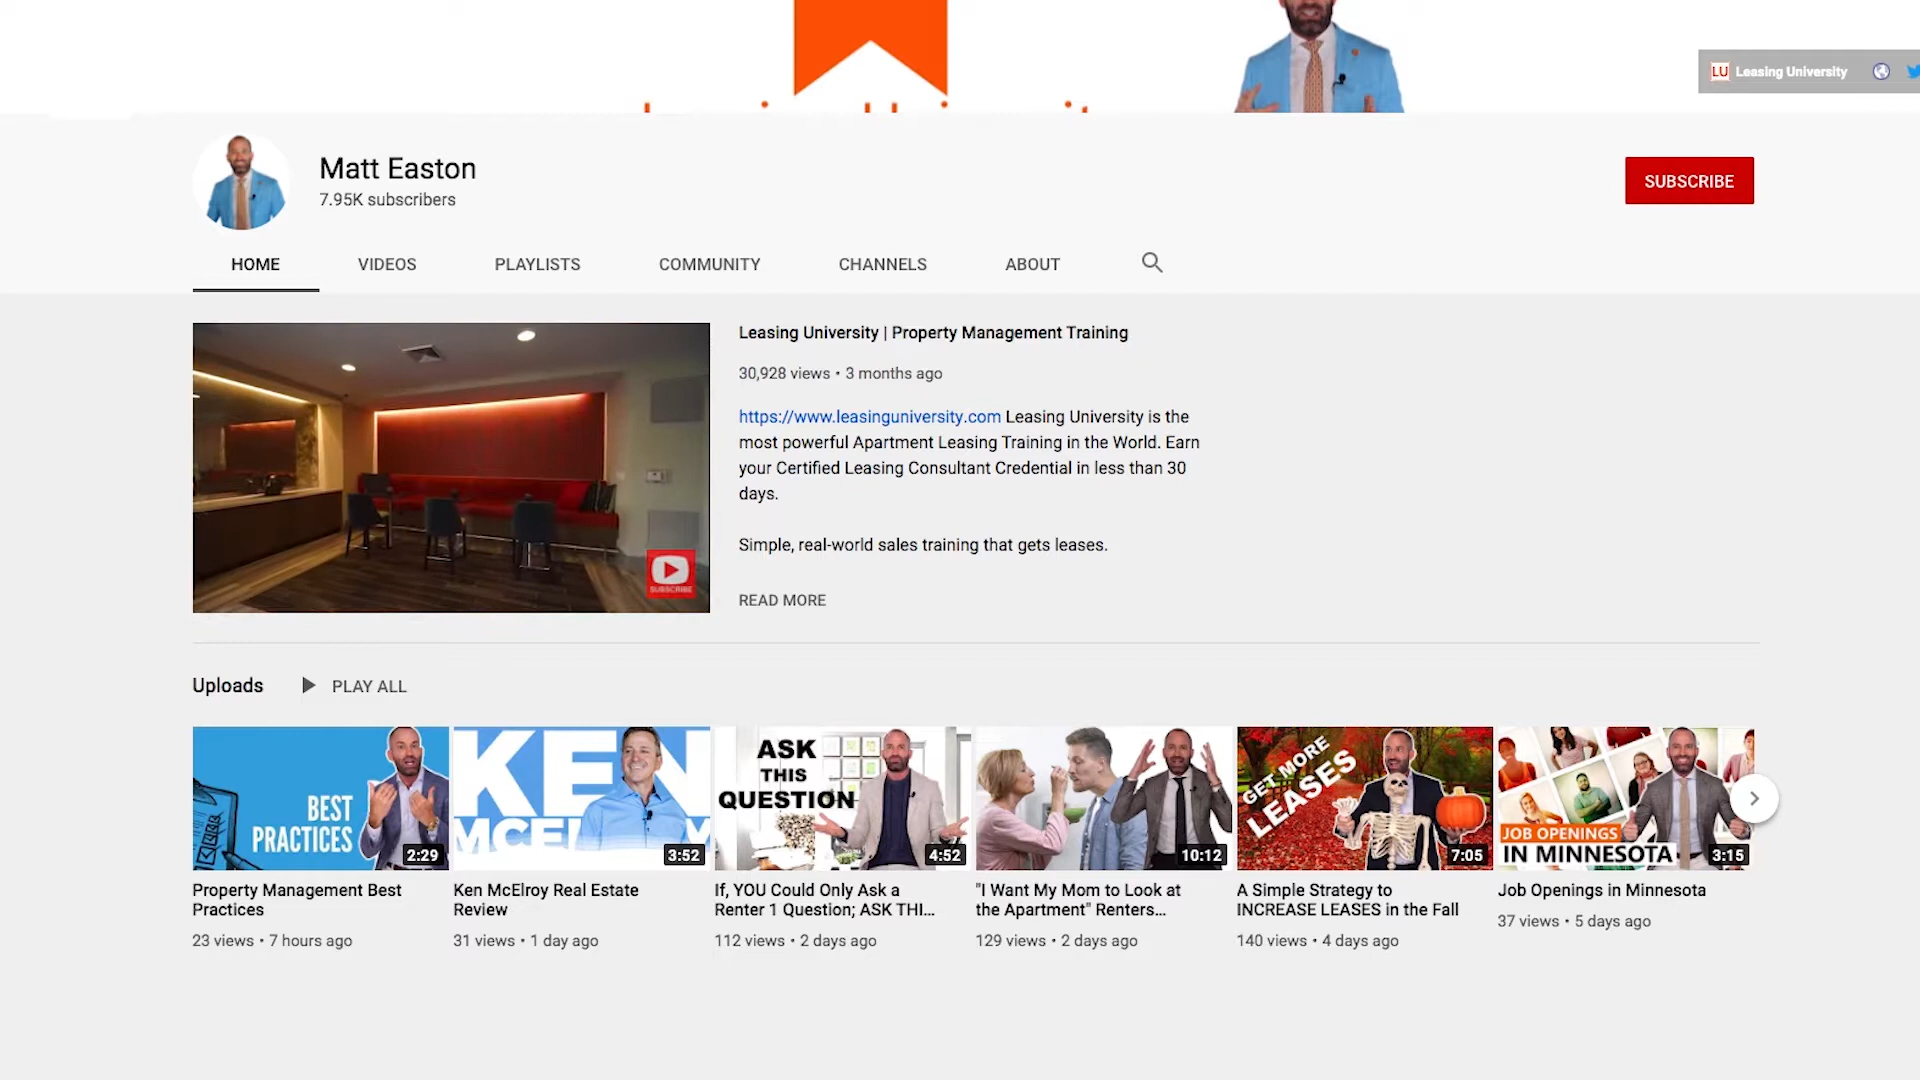 LU Leasing University
Matt Easton
7.95K subscribers
SUBSCRIBE
HOME
VIDEOS
PLAYLISTS
COMMUNITY
CHANNELS
ABOUT
Leasing University | Property Management Training
30,928 views • 3 months ago
https://www.leasinguniversity.com Leasing University is the
most powerful Apartment Leasing Training in the World. Earn
your Certified Leasing Consultant Credential in less than 30
days.
Simple, real-world sales training that gets leases.
READ MORE
SUBSCRIBE
Uploads
PLAY ALL
BEST
PRACTICES
2:29
KEN
3:52
ASK
THIS
QUESTION
4:52
10:12
GET MORE
LEASES
7:05
JOB OPENINGS
IN MINNESOTA
3:15
Property Management Best
Practices
23 views • 7 hours ago
Ken McElroy Real Estate
Review
31 views • 1 day ago
If, YOU Could Only Ask a
Renter 1 Question; ASK THI...
112 views • 2 days ago
"I Want My Mom to Look at
the Apartment" Renters...
129 views • 2 days ago
A Simple Strategy to
INCREASE LEASES in the Fall
140 views • 4 days ago
Job Openings in Minnesota
37 views • 5 days ago